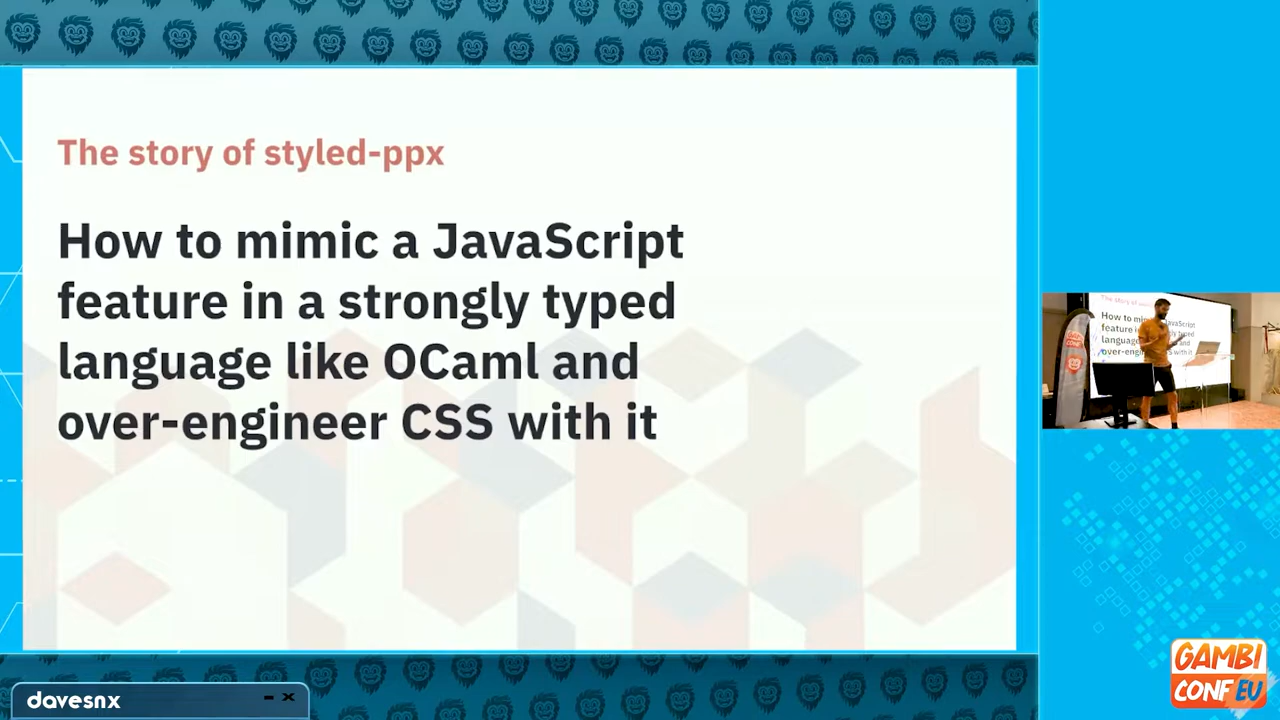 The story of styled-ppx
How to mimic a JavaScript
feature in a strongly typed
language like OCaml and
over-engineer CSS with it
davesnx
GAMBI
CONF EU